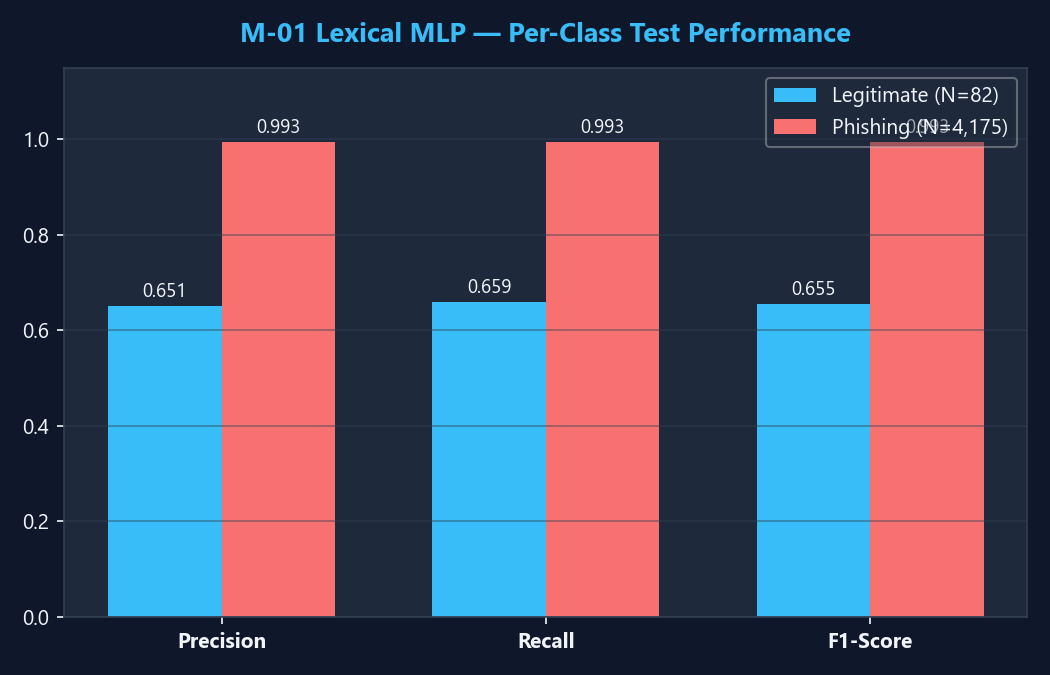 M-01 Lexical MLP — Per-Class Test Performance
Legitimate (N=82)
Phishing (N=4,175)
0.993
0.993
0.993
1.0
0.8
0.651
0.659
0.655
0.6
0.4
0.2
0.0
Precision
Recall
F1-Score